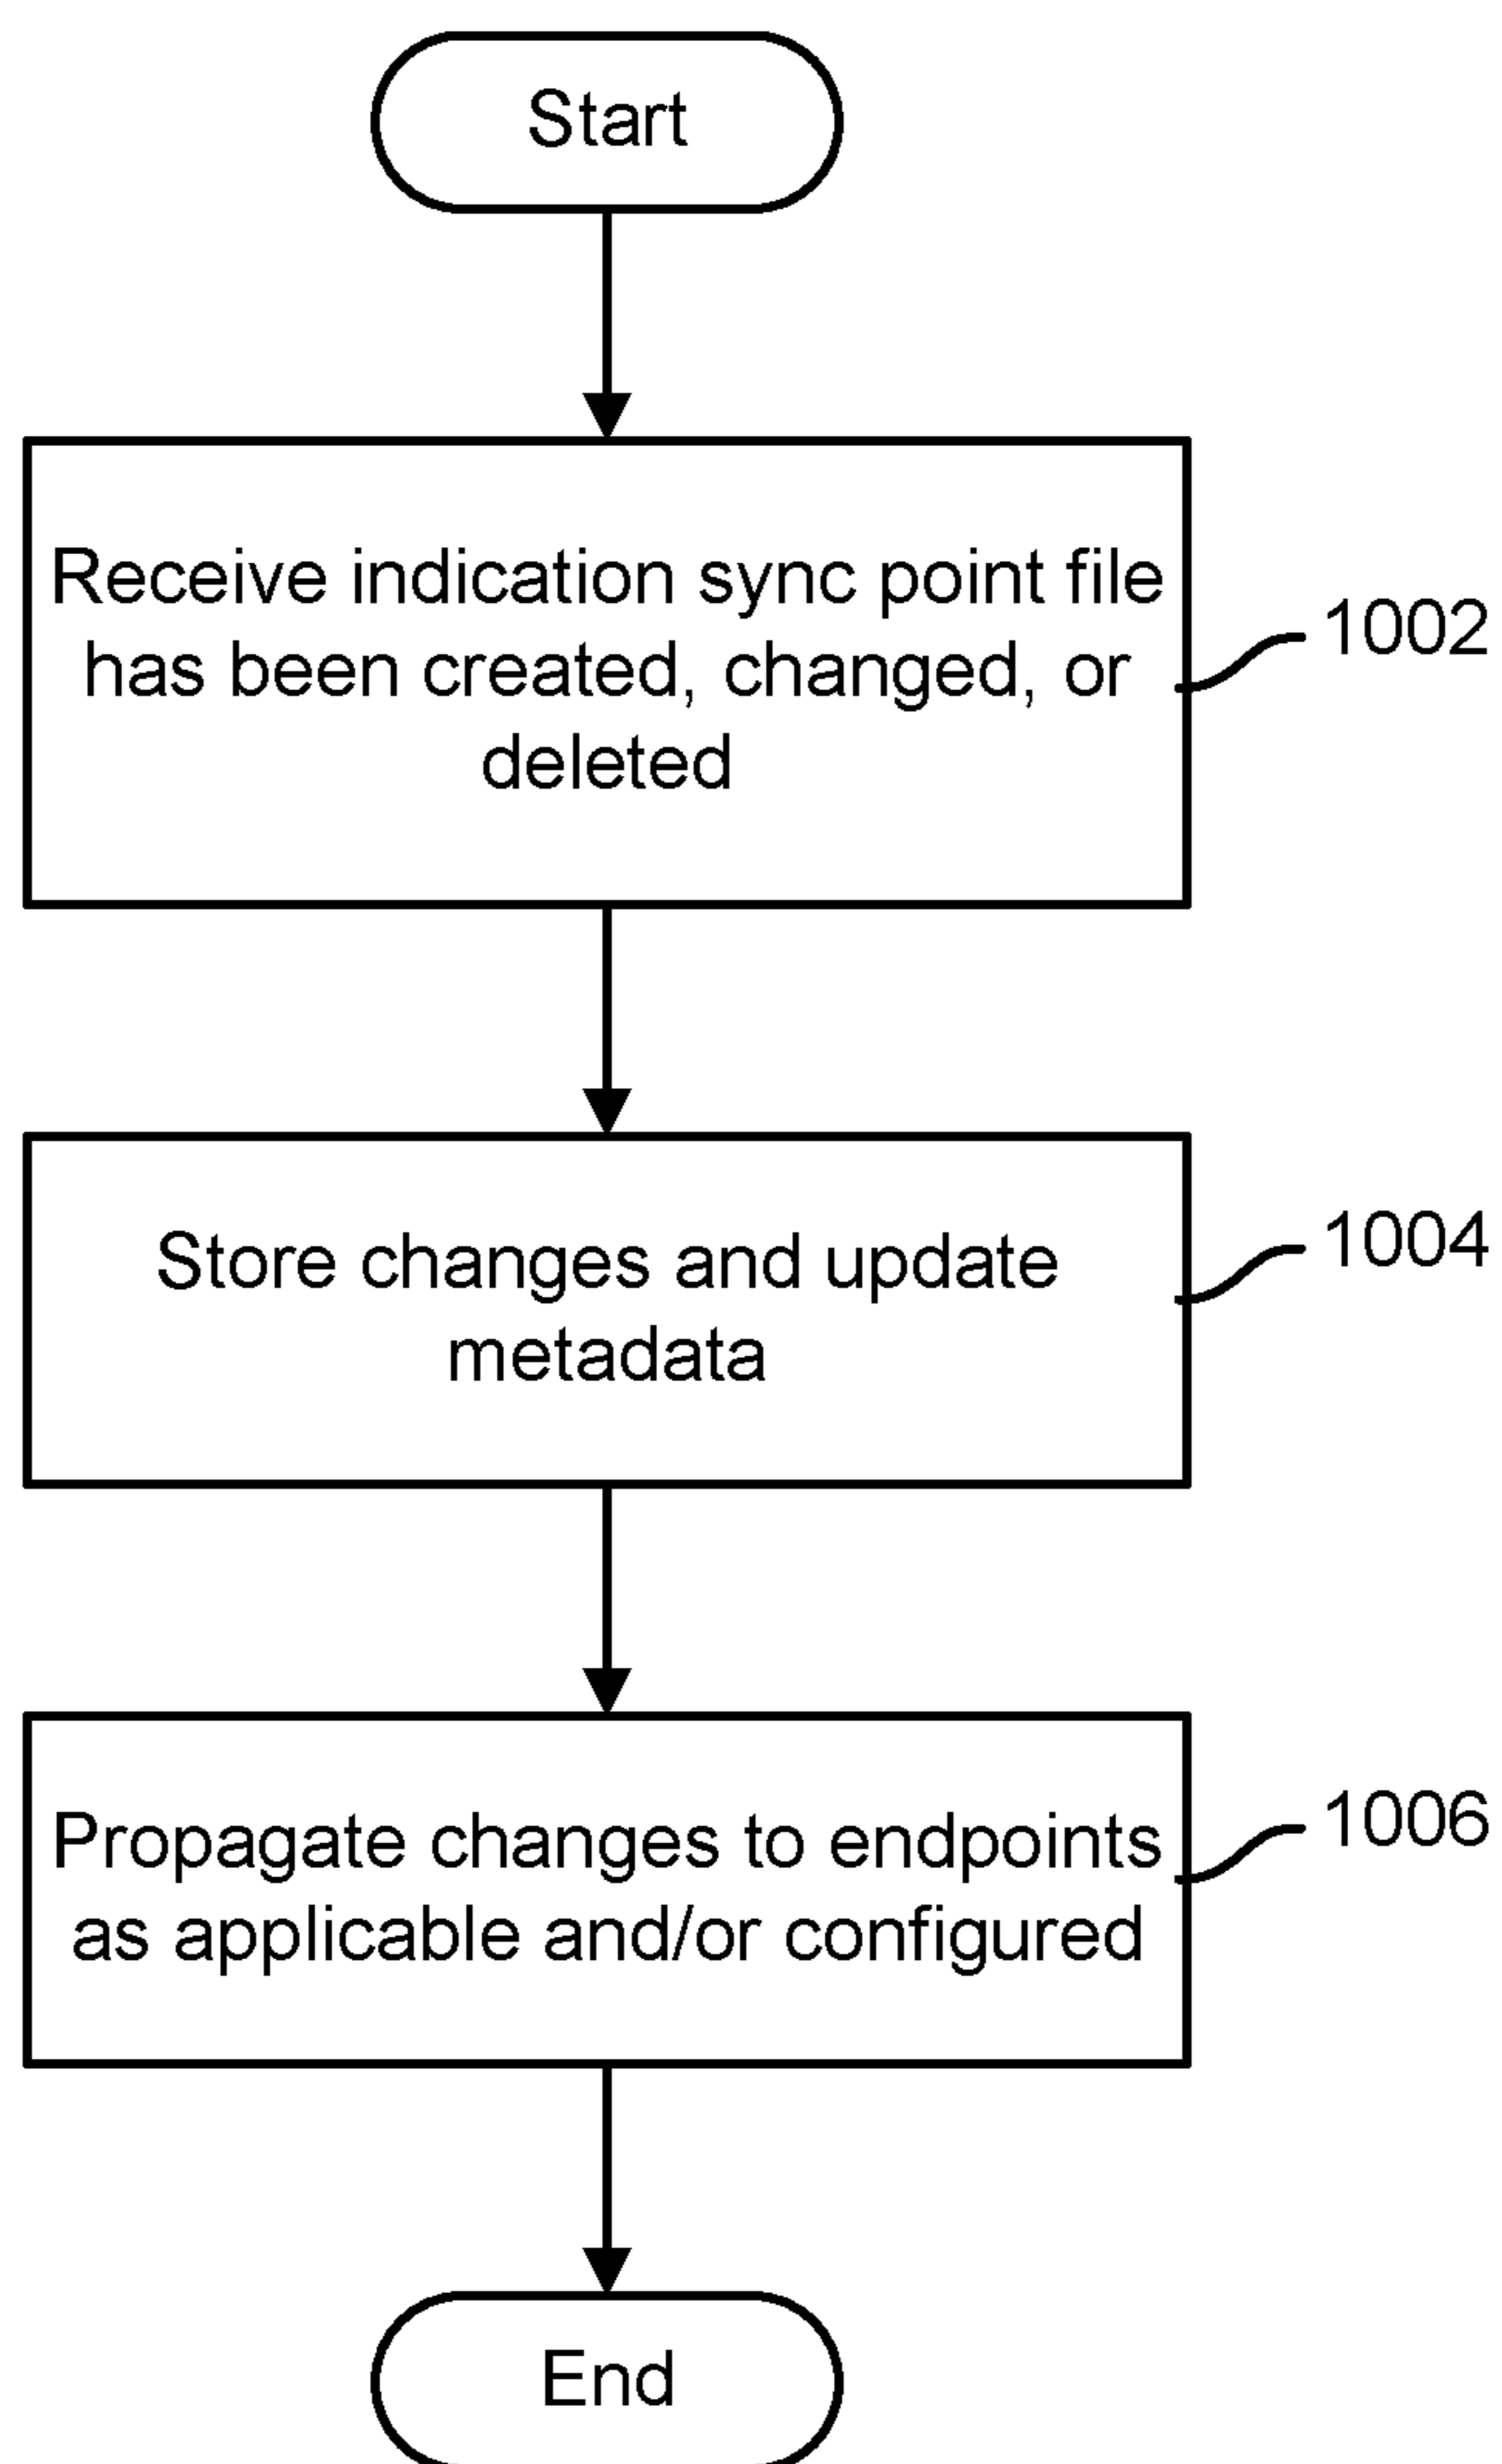 Start
Receive indication sync point file
has been created, changed, or
deleted
1002
Store changes and update
metadata
1004
Propagate changes to endpoints
as applicable and/or configured
1006
End